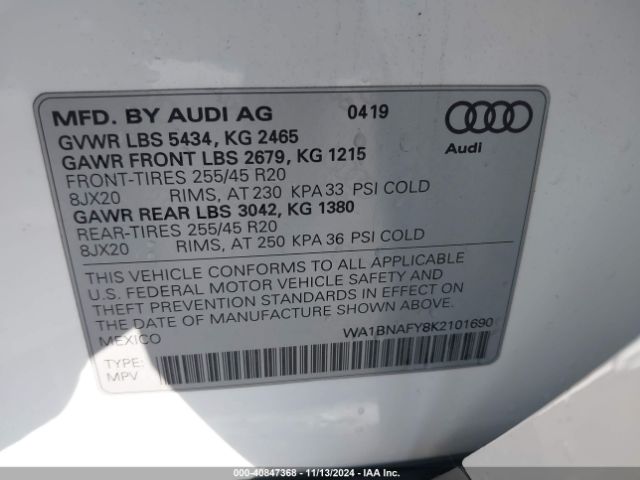 MFD. BY AUDI AG 0419
GVWR LBS 5434, KG 2465
GAWR FRONT LBS 2679, KG 1215
FRONT-TIRES 255/45 R20
8JX20 RIMS, AT 230 KPA 33 PSI COLD
GAWR REAR LBS 3042, KG 1380
REAR-TIRES 255/45 R20
8JX20 RIMS, AT 250 KPA 36 PSI COLD
Audi
THIS VEHICLE CONFORMS TO ALL APPLICABLE
U.S. FEDERAL MOTOR VEHICLE SAFETY AND
THEFT PREVENTION STANDARDS IN EFFECT ON
THE DATE OF MANUFACTURE SHOWN ABOVE.
MEXICO WA1BNAFY8K2101690
TYPE:
MPV
000-40847368 - 11/13/2024 - IAA Inc.